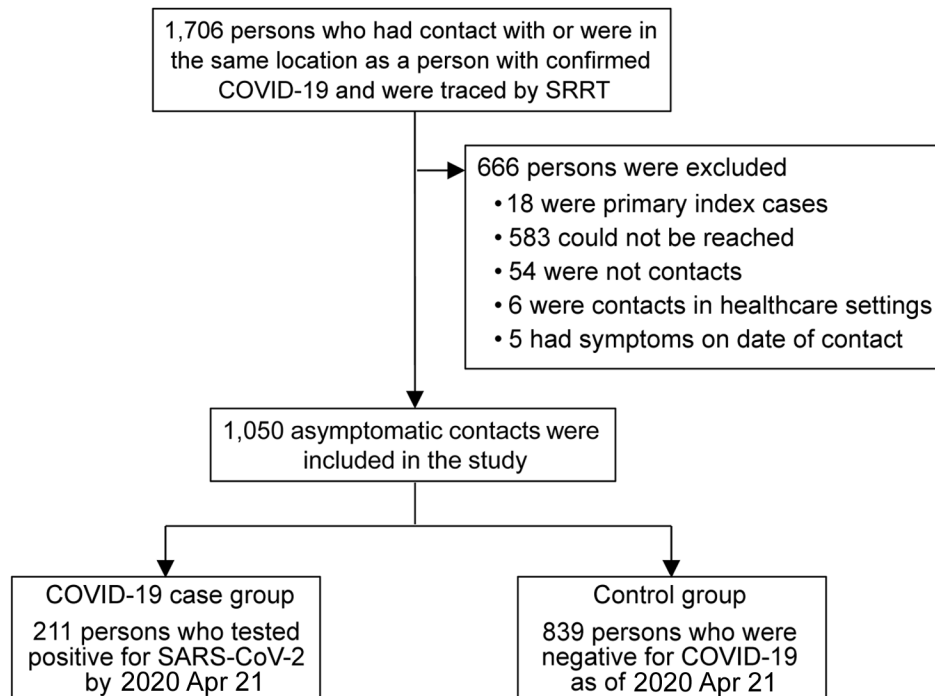 1,706 persons who had contact with or were in
the same location as a person with confirmed
COVID-19 and were traced by SRRT
666 persons were excluded
• 18 were primary index cases
• 583 could not be reached
• 54 were not contacts
• 6 were contacts in healthcare settings
• 5 had symptoms on date of contact
1,050 asymptomatic contacts were
included in the study
COVID-19 case group
211 persons who tested
positive for SARS-CoV-2
by 2020 Apr 21
Control group
839 persons who were
negative for COVID-19
as of 2020 Apr 21